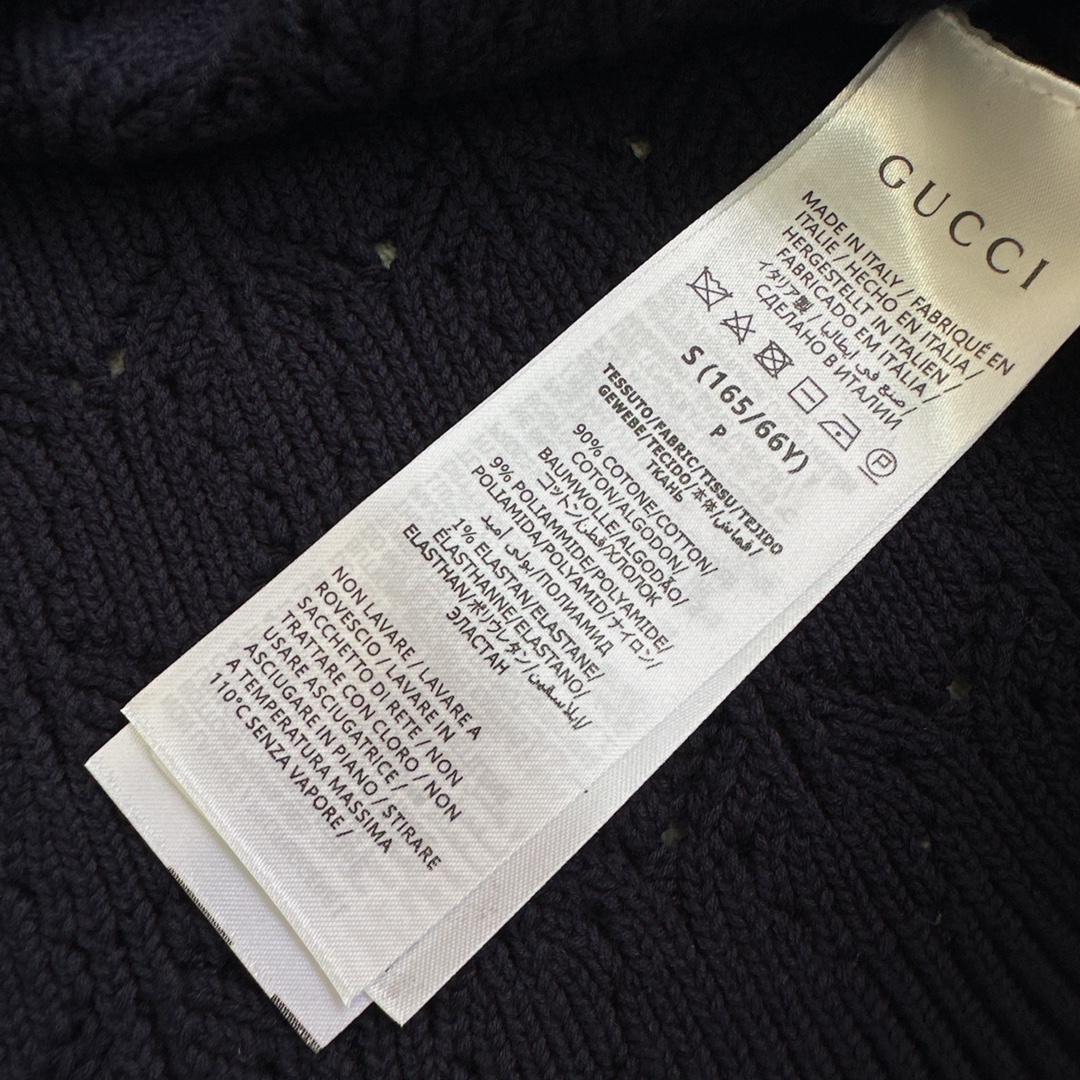 GUCCI
MADE IN ITALY / FABRIQUÉ EN
ITALIE / HECHO EN ITALIA /
HERGESTELLT IN ITALIEN /
FABRICADO EM ITÁLIA /
イタリア製 / صنع في إيطاليا /
СДЕЛАНО В ИТАЛИИ
P
S (165/66Y)
P
TESSUTO/FABRIC/TISSU/TEJIDO
GEWEBE/TECIDO/本体/قماش/
ТКАНЬ
90% COTONE/COTTON/
COTON/ALGODON/
BAUMWOLLE/ALGODÃO/
コットン/قطن/ХЛОПОК
9% POLIAMMIDE/POLYAMIDE/
POLIAMIDA/POLYAMID/ナイロン/
بولي أميد/ПОЛИАМИД
1% ELASTAN/ELASTANE/
ÉLASTHANNE/ELASTANO/
ELASTHAN/ポリウレタン/
ЭЛАСТАН
NON LAVARE / LAVARE A
ROVESCIO / LAVARE IN
SACCHETTO DI RETE / NON
TRATTARE CON CLORO / NON
USARE ASCIUGATRICE /
ASCIUGARE IN PIANO / STIRARE
A TEMPERATURA MASSIMA
110°C SENZA VAPORE /